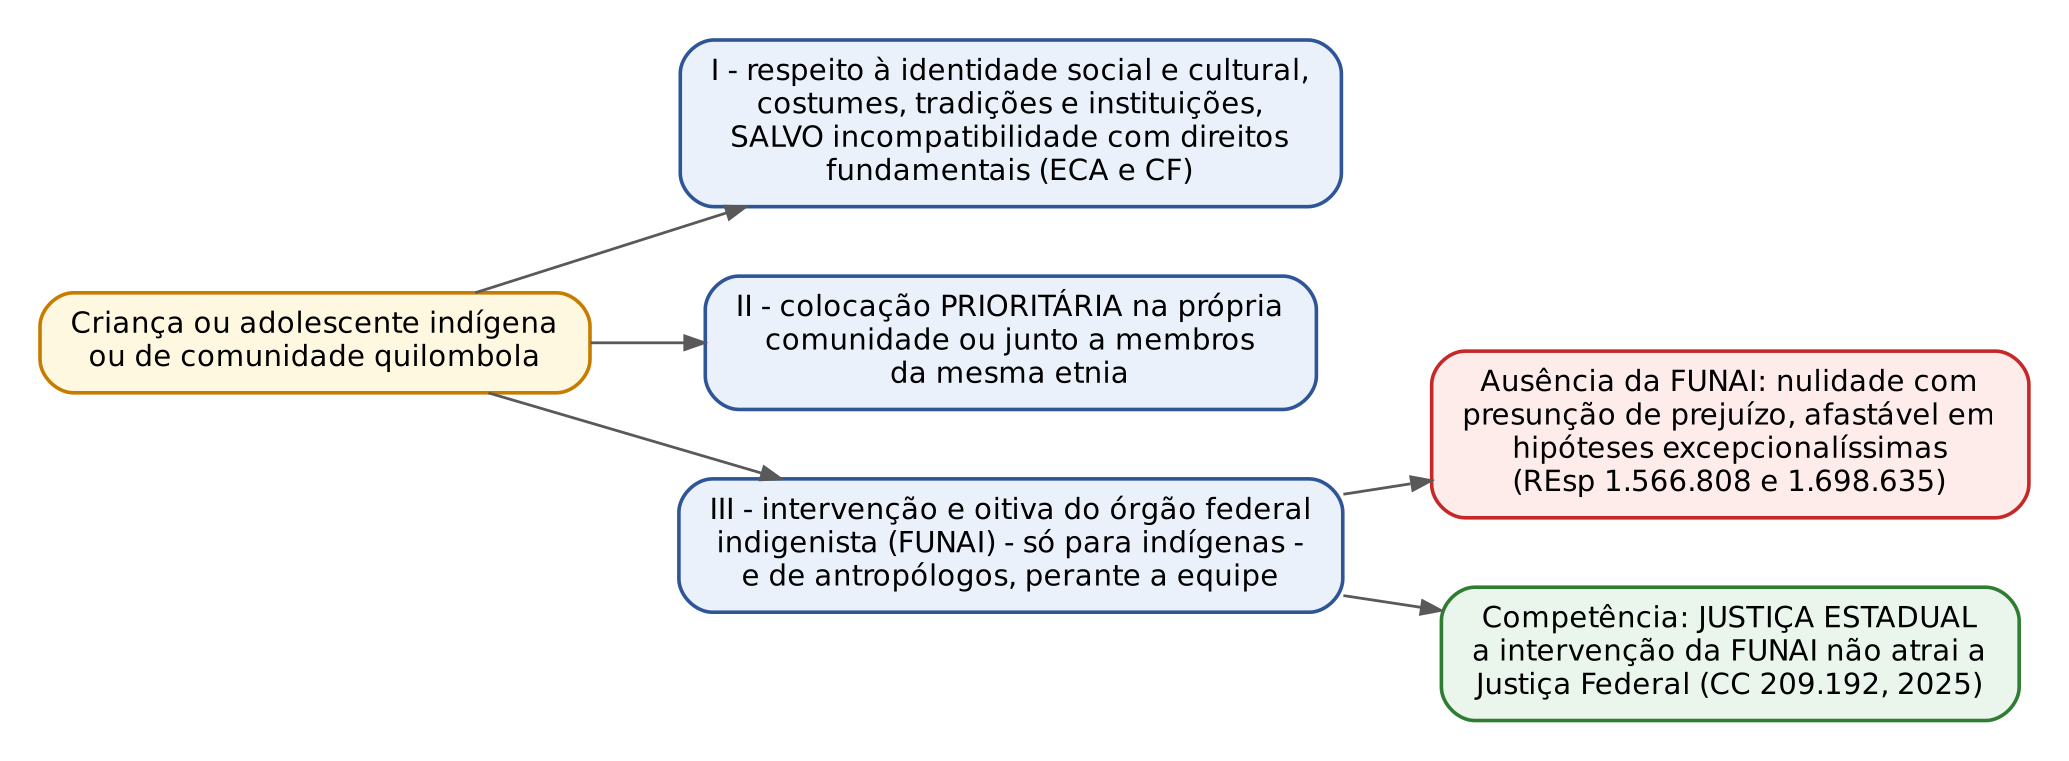 Criança ou adolescente indígena
ou de comunidade quilombola
I - respeito à identidade social e cultural,
costumes, tradições e instituições,
SALVO incompatibilidade com direitos
fundamentais (ECA e CF)
II - colocação PRIORITÁRIA na própria
comunidade ou junto a membros
da mesma etnia
III - intervenção e oitiva do órgão federal
indigenista (FUNAI) - só para indígenas -
e de antropólogos, perante a equipe
Ausência da FUNAI: nulidade com
presunção de prejuízo, afastável em
hipóteses excepcionalíssimas
(REsp 1.566.808 e 1.698.635)
Competência: JUSTIÇA ESTADUAL
a intervenção da FUNAI não atrai a
Justiça Federal (CC 209.192, 2025)